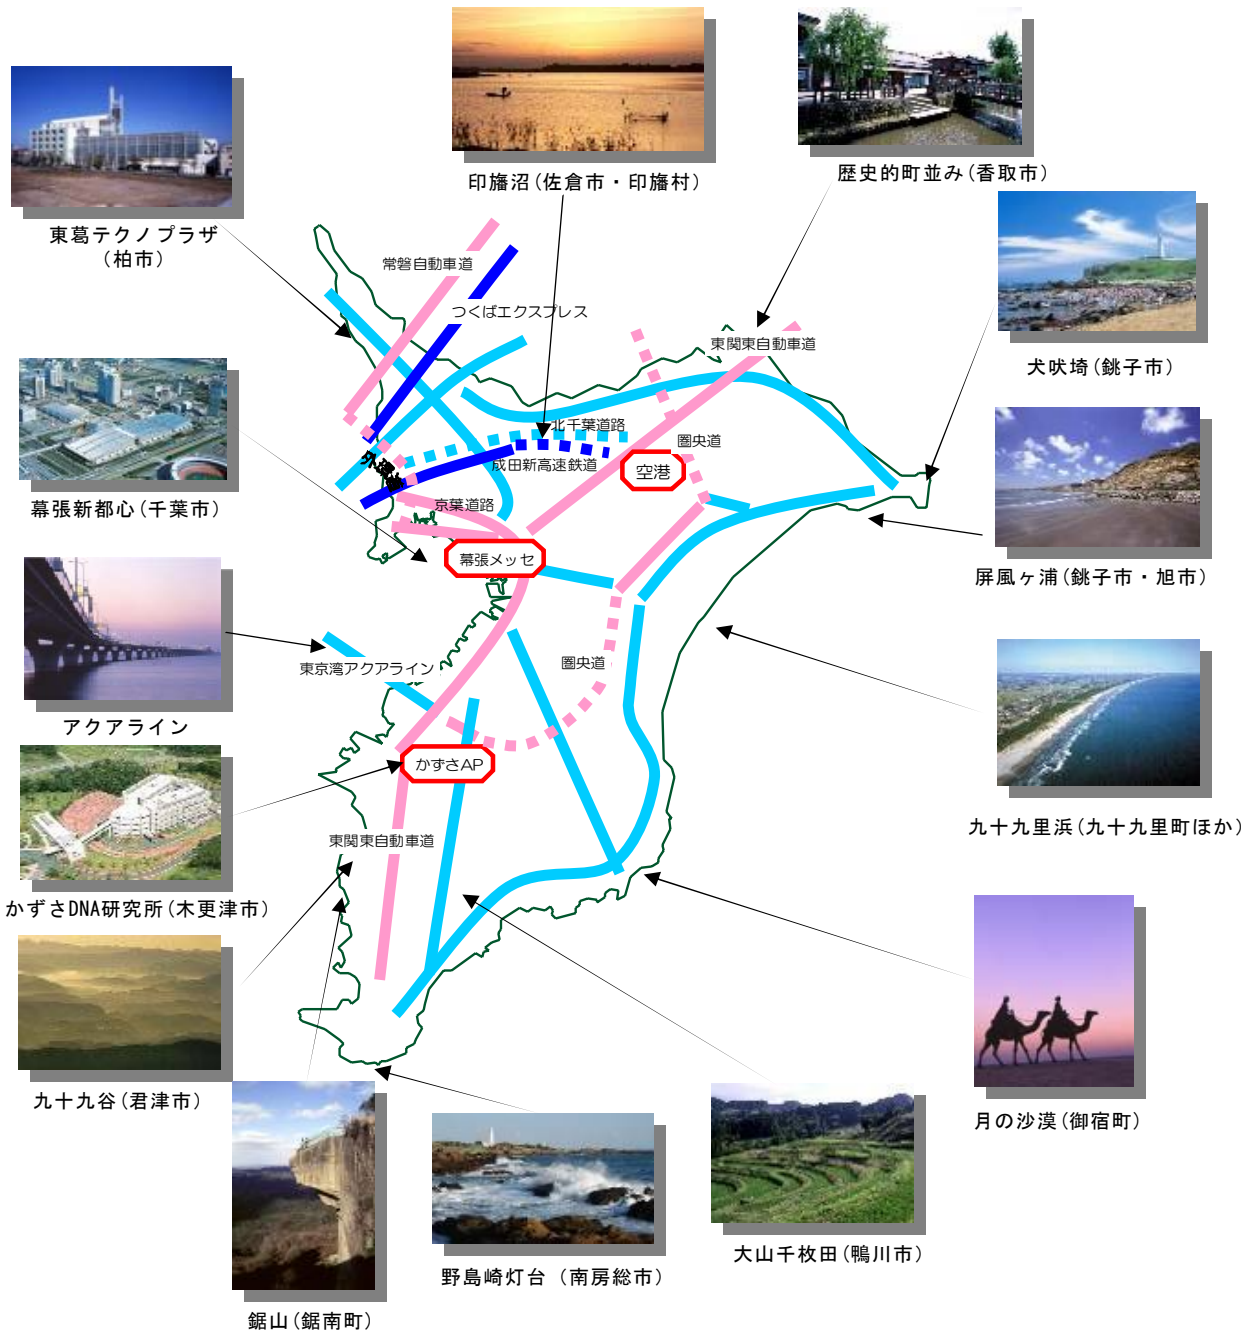 印旛沼(佐倉市・印旛村)
歴史的町並み(香取市)
東葛テクノプラザ
(柏市)
常磐自動車道
つくばエクスプレス
東関東自動車道
犬吠埼(銚子市)
北千葉道路
圏央道
外環道
成田新高速鉄道
空港
幕張新都心(千葉市)
京葉道路
幕張メッセ
屏風ヶ浦(銚子市・旭市)
東京湾アクアライン
圏央道
アクアライン
かずさAP
九十九里浜(九十九里町ほか)
東関東自動車道
かずさDNA研究所(木更津市)
九十九谷(君津市)
月の沙漠(御宿町)
大山千枚田(鴨川市)
野島崎灯台(南房総市)
鋸山(鋸南町)